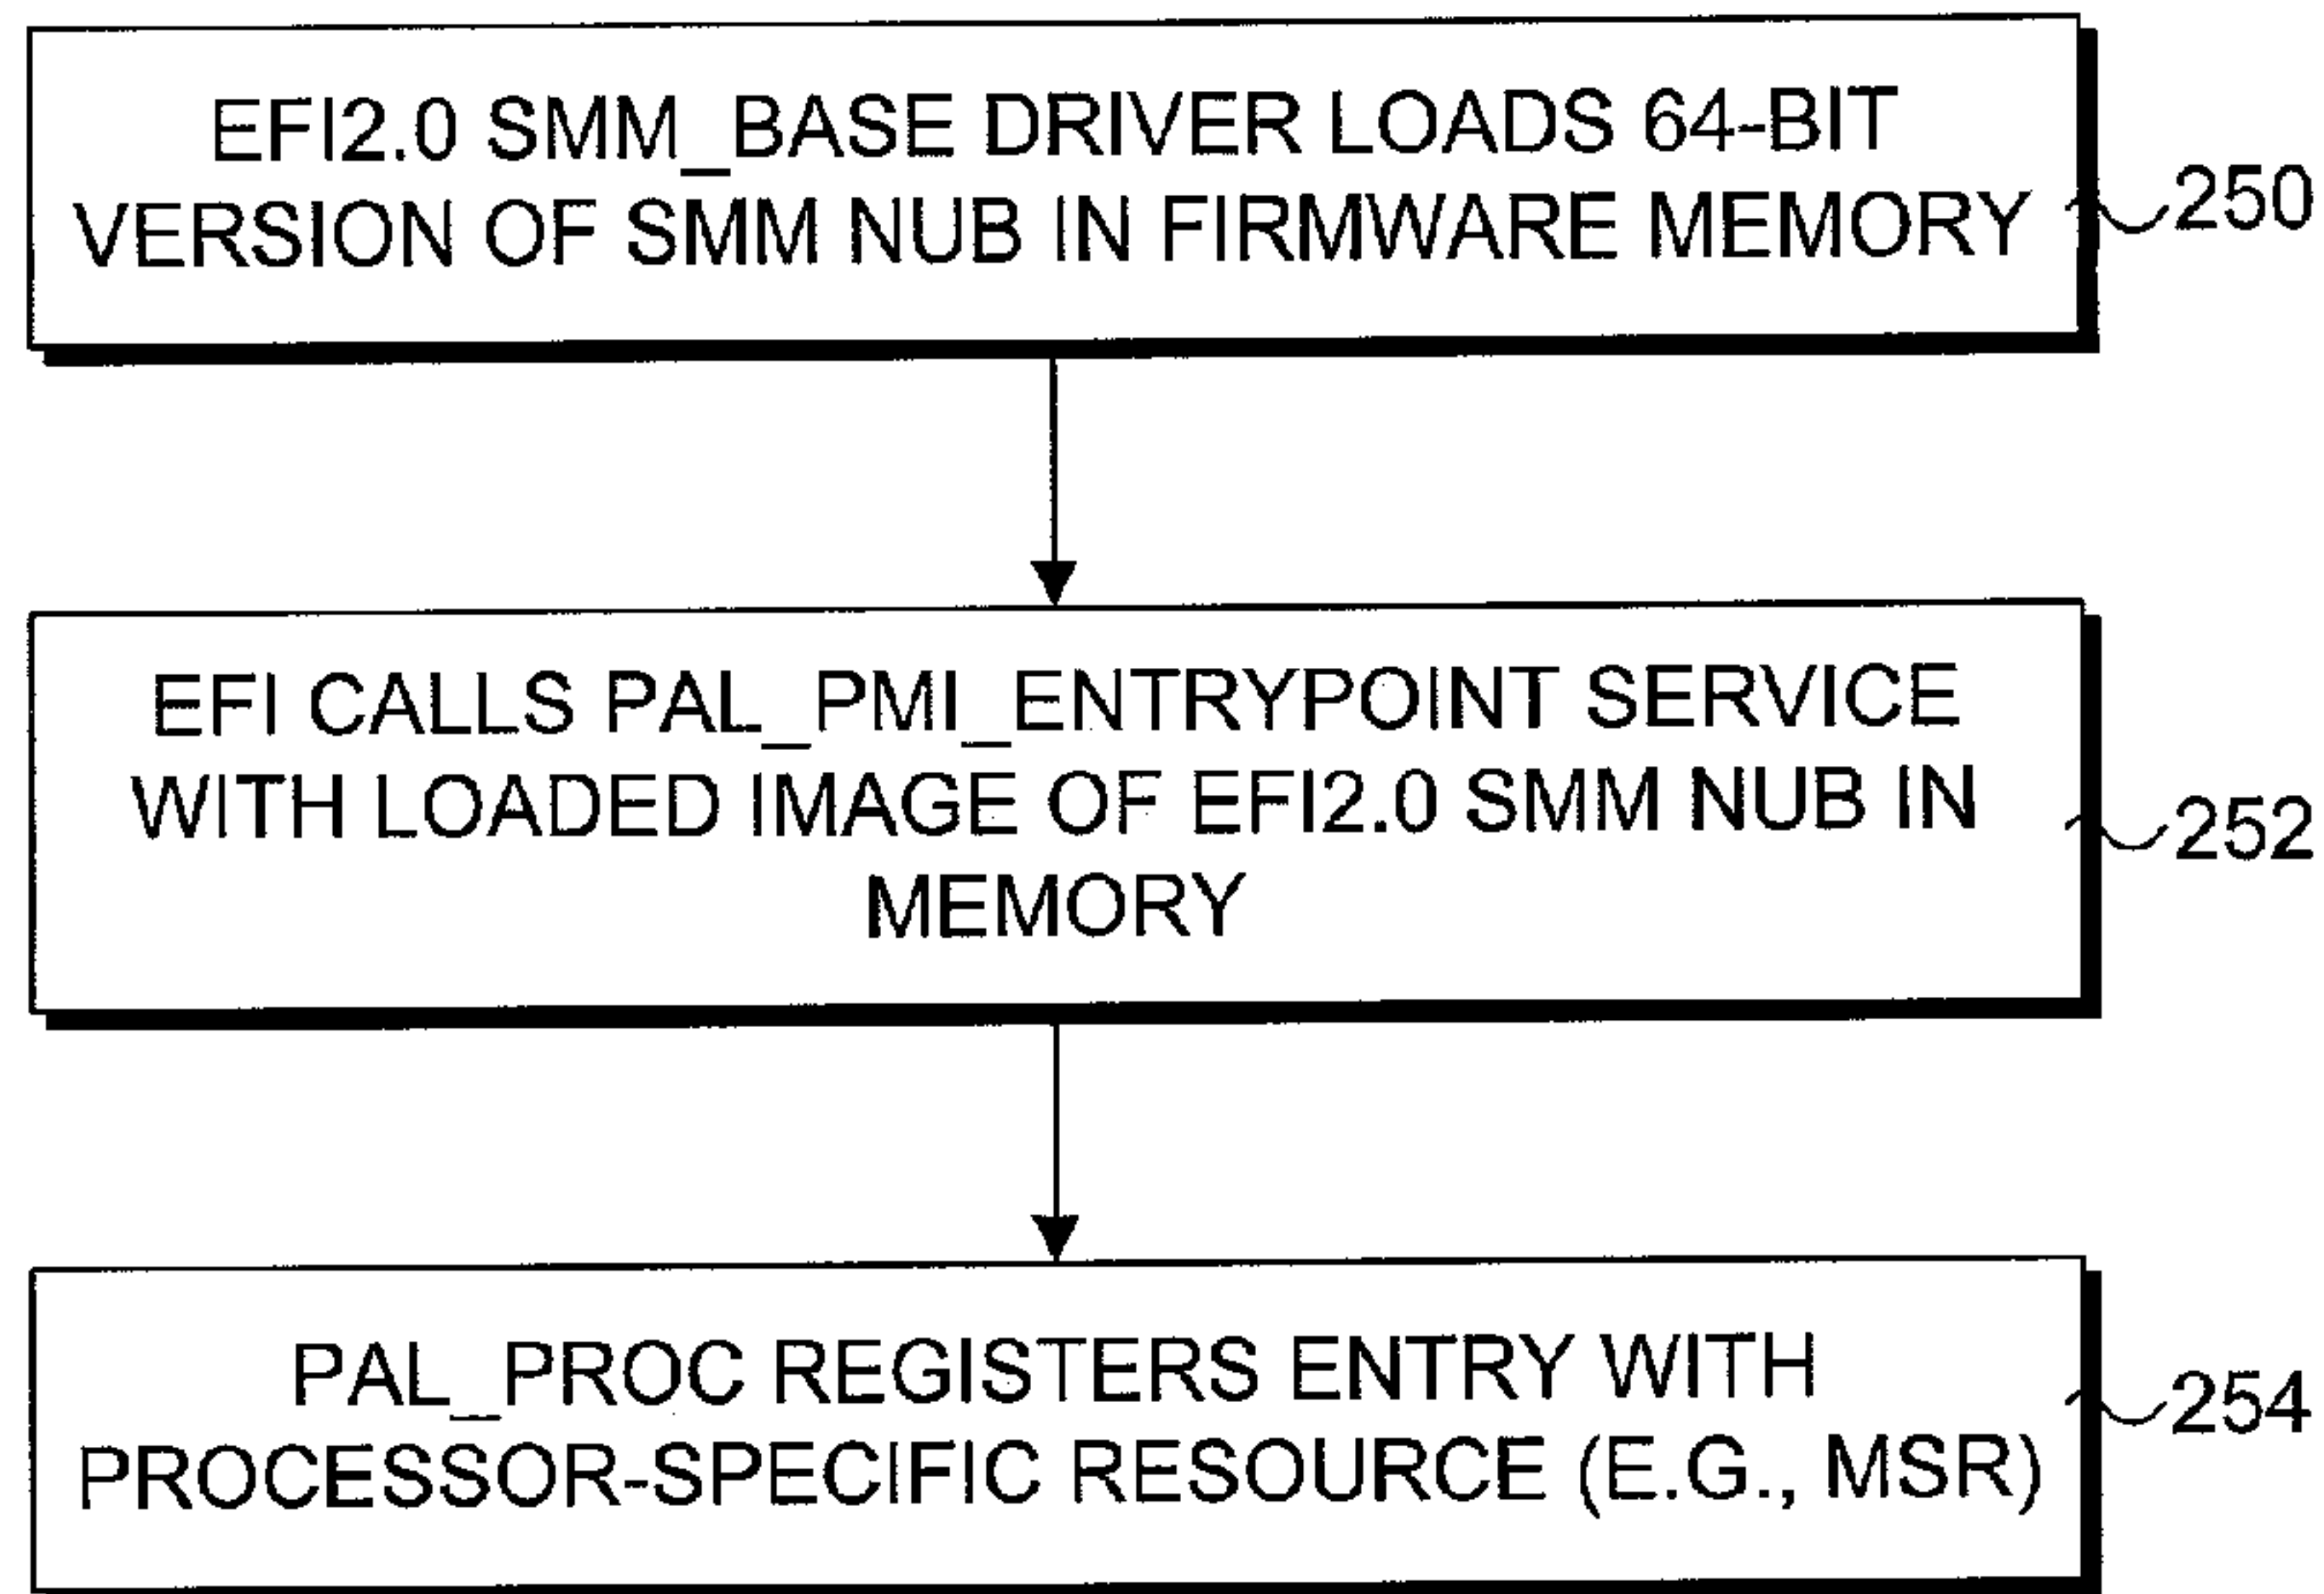 EFI2.0 SMM_BASE DRIVER LOADS 64-BIT
VERSION OF SMM NUB IN FIRMWARE MEMORY
250
EFI CALLS PAL_PMI_ENTRYPOINT SERVICE
WITH LOADED IMAGE OF EFI2.0 SMM NUB IN
MEMORY
252
PAL_PROC REGISTERS ENTRY WITH
PROCESSOR-SPECIFIC RESOURCE (E.G., MSR)
254